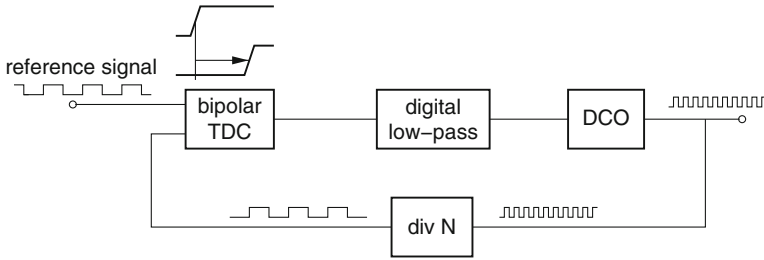 reference signal
bipolar
TDC
digital
low−pass
DCO
div N